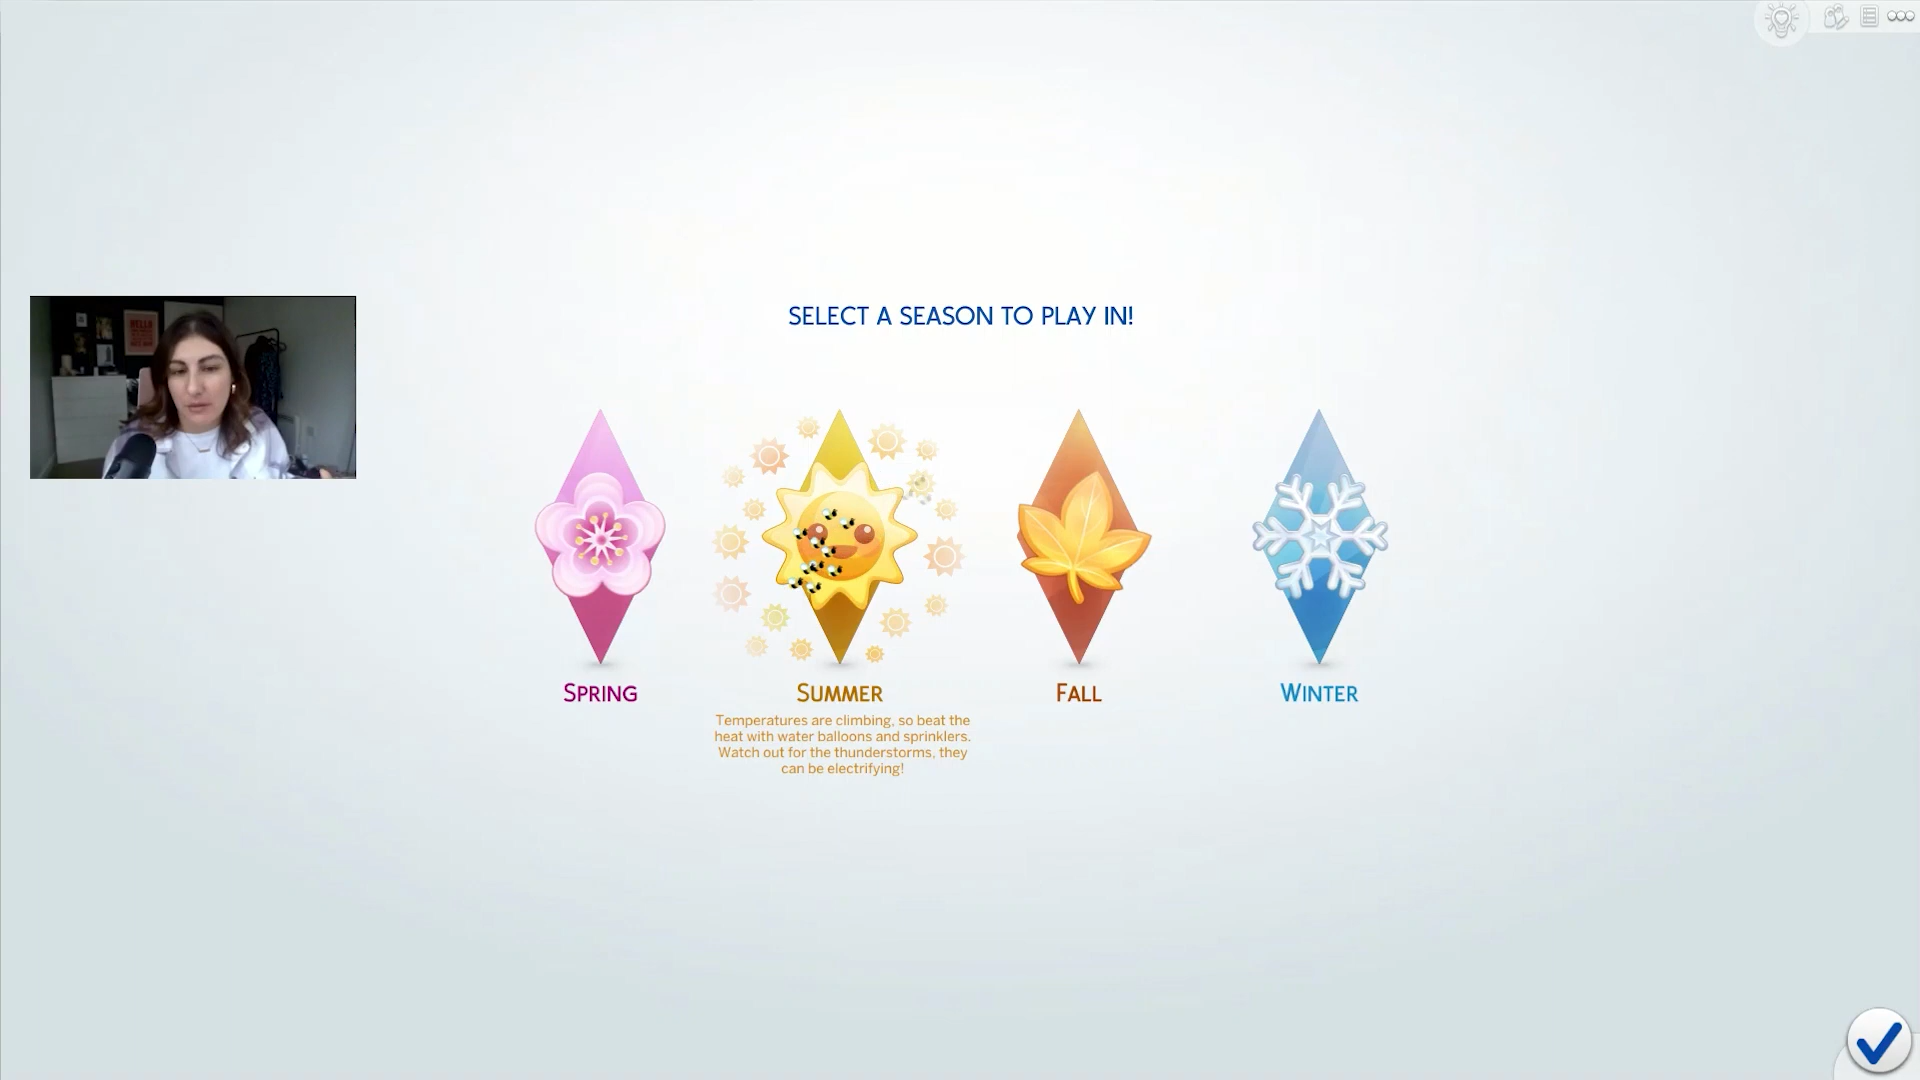 SELECT A SEASON TO PLAY IN!
SPRING
SUMMER
FALL
WINTER
Temperatures are climbing, so beat the
heat with water balloons and sprinklers.
Watch out for the thunderstorms, they
can be electrifying!
HELLO